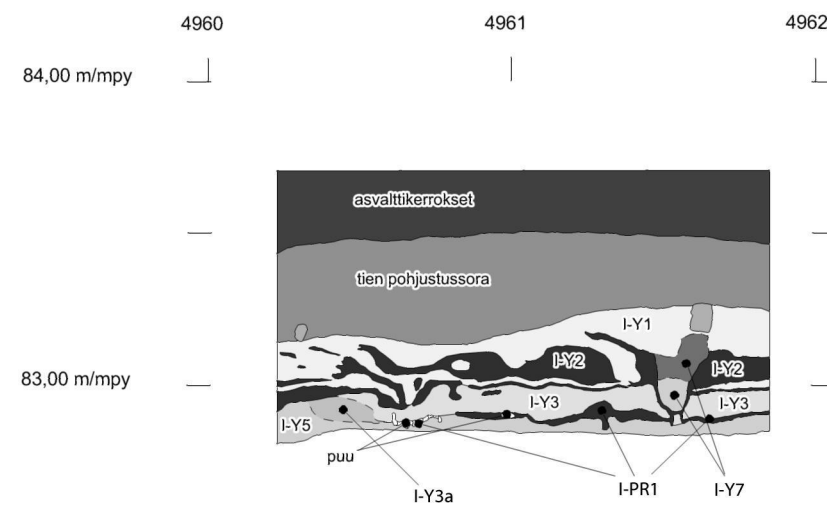 4960 4961 4962
84,00 m/mpy
asvalttikerrokset
tien pohjustussora
I-Y1
I-Y2 I-Y2
83,00 m/mpy
I-Y3 I-Y3
I-Y5
puu
I-Y3a I-PR1 I-Y7